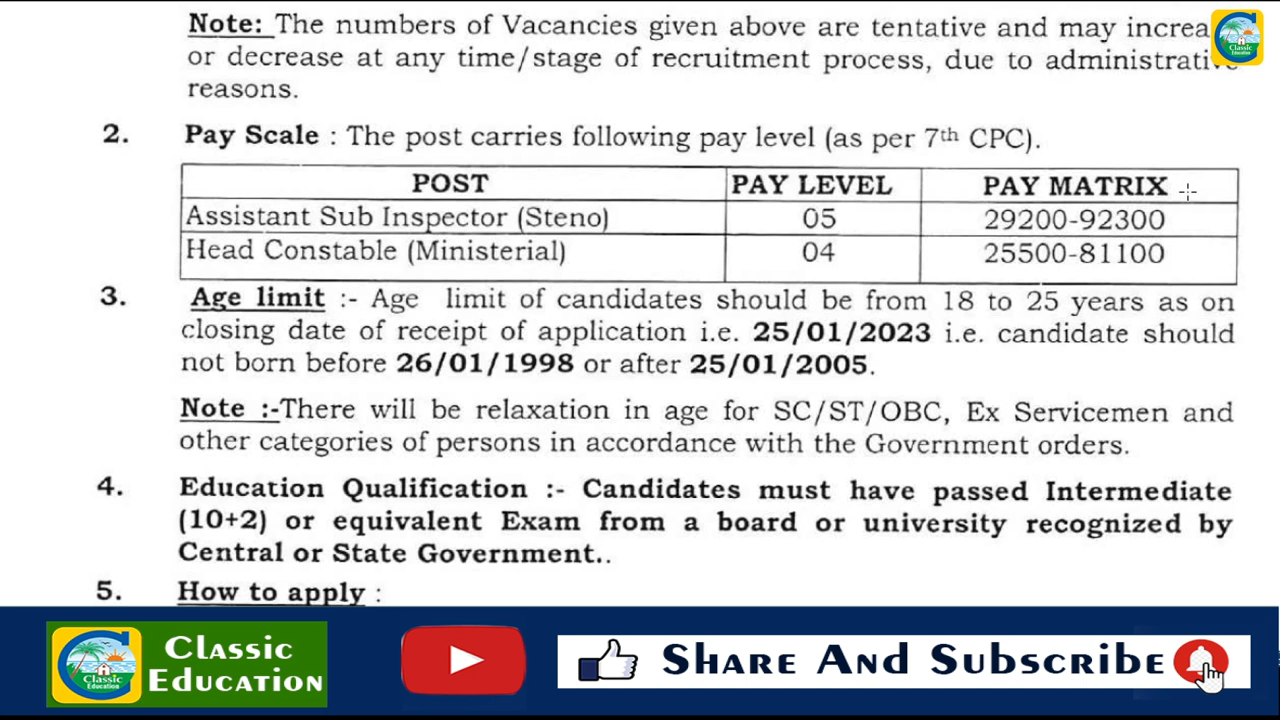 Note: The numbers of Vacancies given above are tentative and may increa
or decrease at any time/stage of recruitment process, due to administrative
reasons.
2. Pay Scale : The post carries following pay level (as per 7th CPC).
POST PAY LEVEL PAY MATRIX
Assistant Sub Inspector (Steno) 05 29200-92300
Head Constable (Ministerial) 04 25500-81100
3. Age limit :- Age limit of candidates should be from 18 to 25 years as on
closing date of receipt of application i.e. 25/01/2023 i.e. candidate should
not born before 26/01/1998 or after 25/01/2005.
Note :-There will be relaxation in age for SC/ST/OBC, Ex Servicemen and
other categories of persons in accordance with the Government orders.
4. Education Qualification :- Candidates must have passed Intermediate
(10+2) or equivalent Exam from a board or university recognized by
Central or State Government..
5. How to apply :
Classic
Education
Classic
Education
Classic
Education
Share And Subscribe